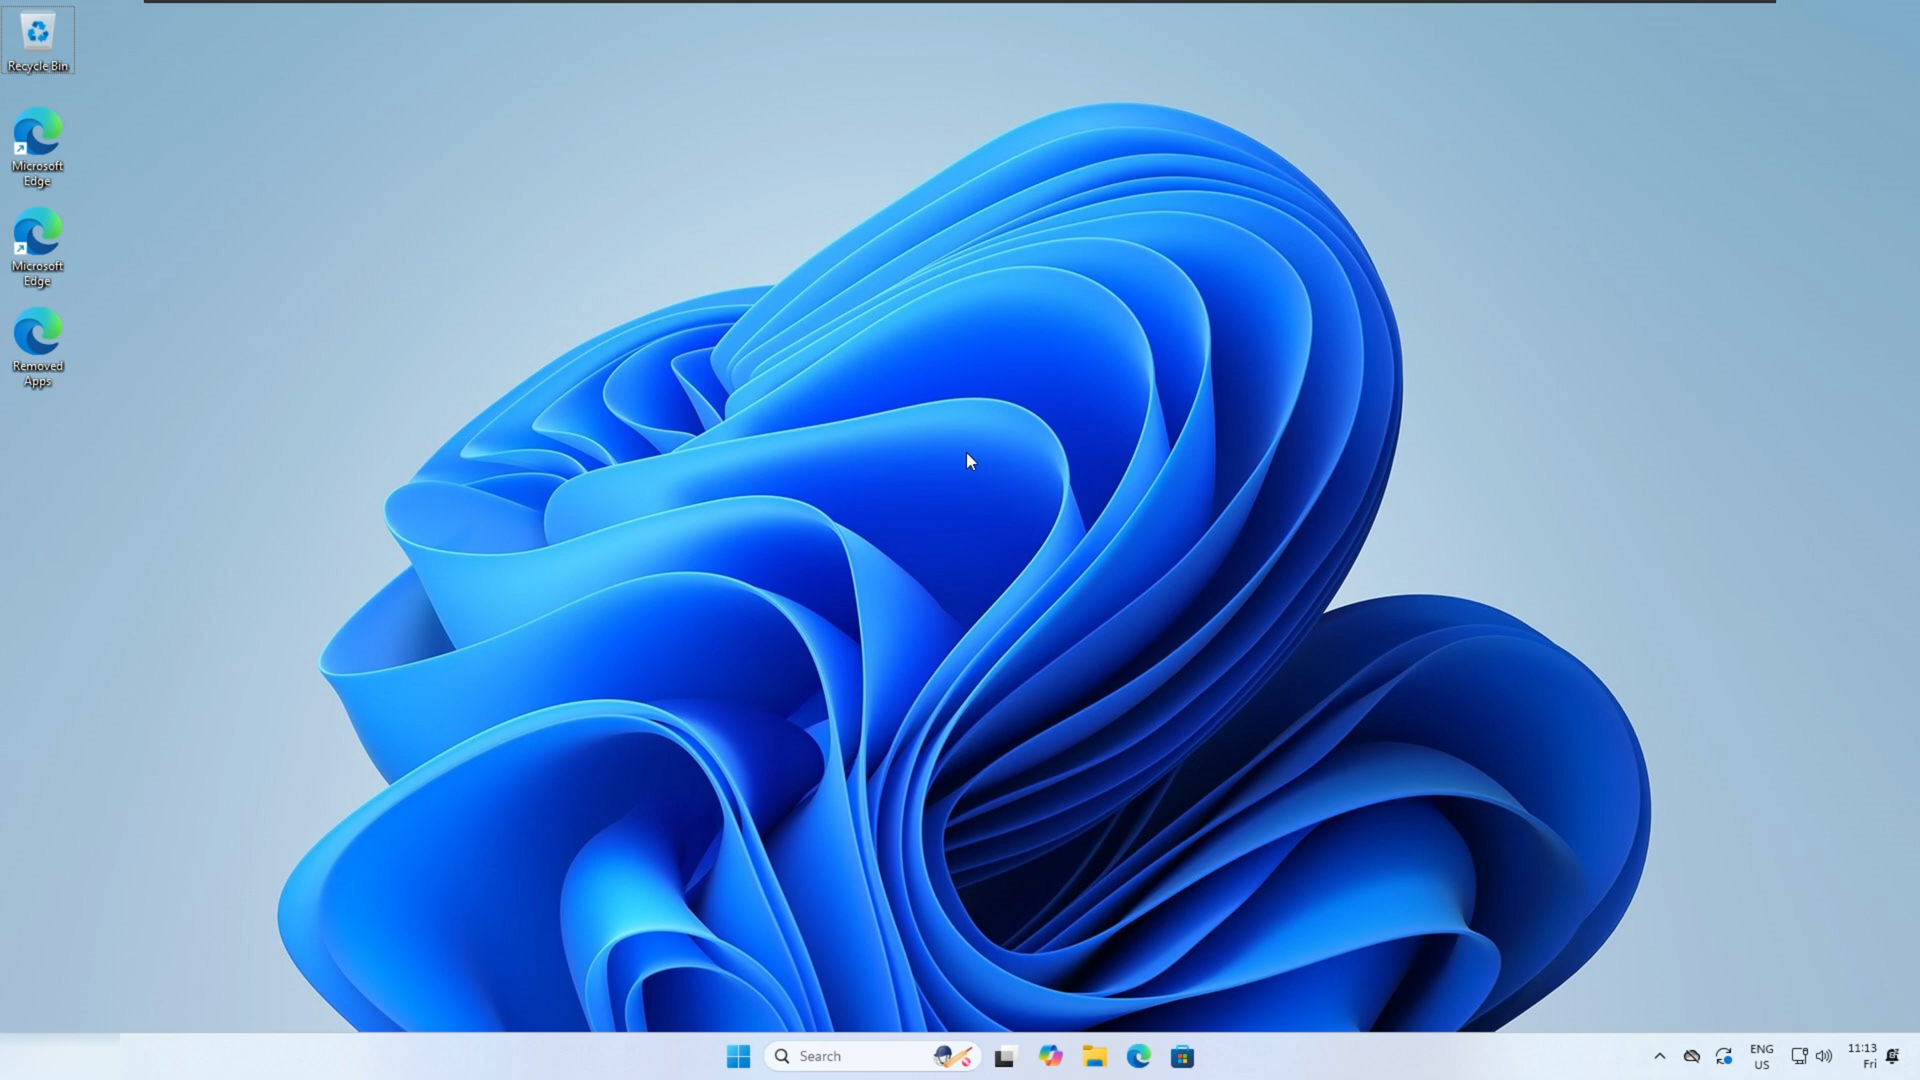 Recycle Bin
Microsoft
Edge
Microsoft
Edge
Removed
Apps
Search
ENG
US
11:13
Fri